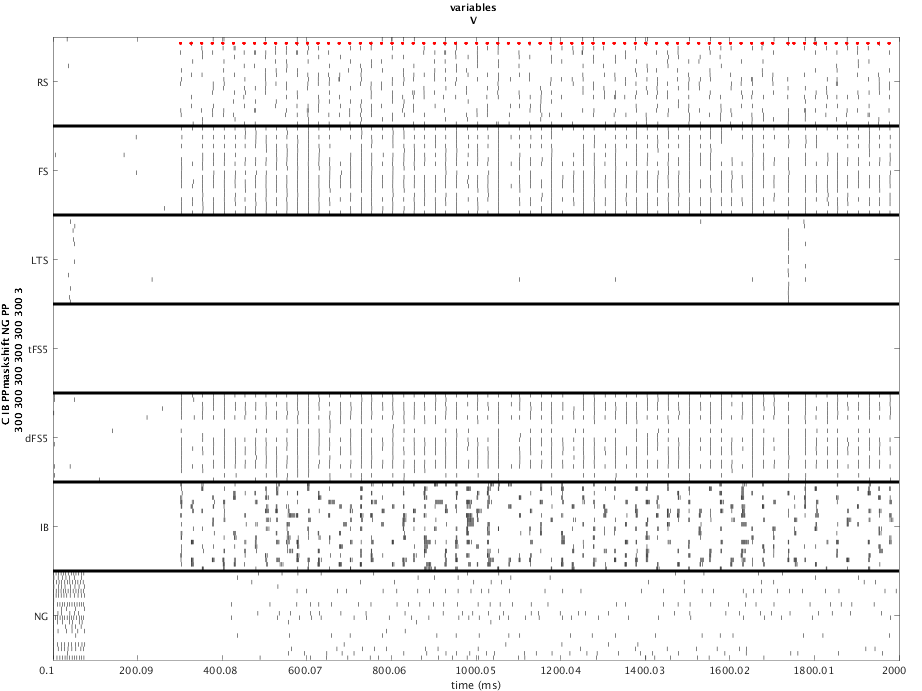 variables
V
RS
FS
LTS
tFS5
dFS5
IB
NG
C IB PPmaskshift NG PP
300 300 300 300 300 300 3
0.1 200.09 400.08 600.07 800.06 1000.05 1200.04 1400.03 1600.02 1800.01 2000
time (ms)